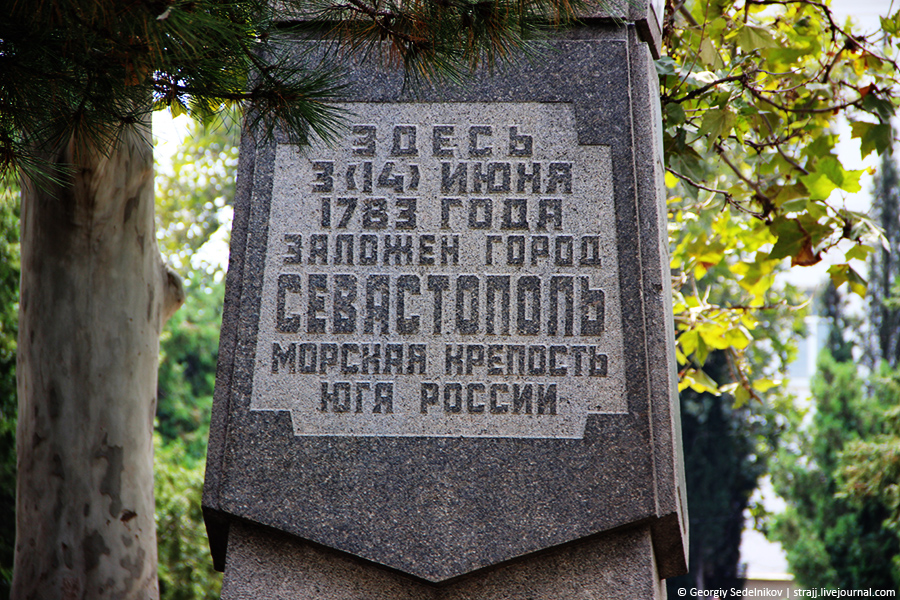 ЗДЕСЬ
3 (14) ИЮНЯ
1783 ГОДА
ЗАЛОЖЕН ГОРОД
СЕВАСТОПОЛЬ
МОРСКАЯ КРЕПОСТЬ
ЮГА РОССИИ
© Georgiy Sedelnikov | strajj.livejournal.com